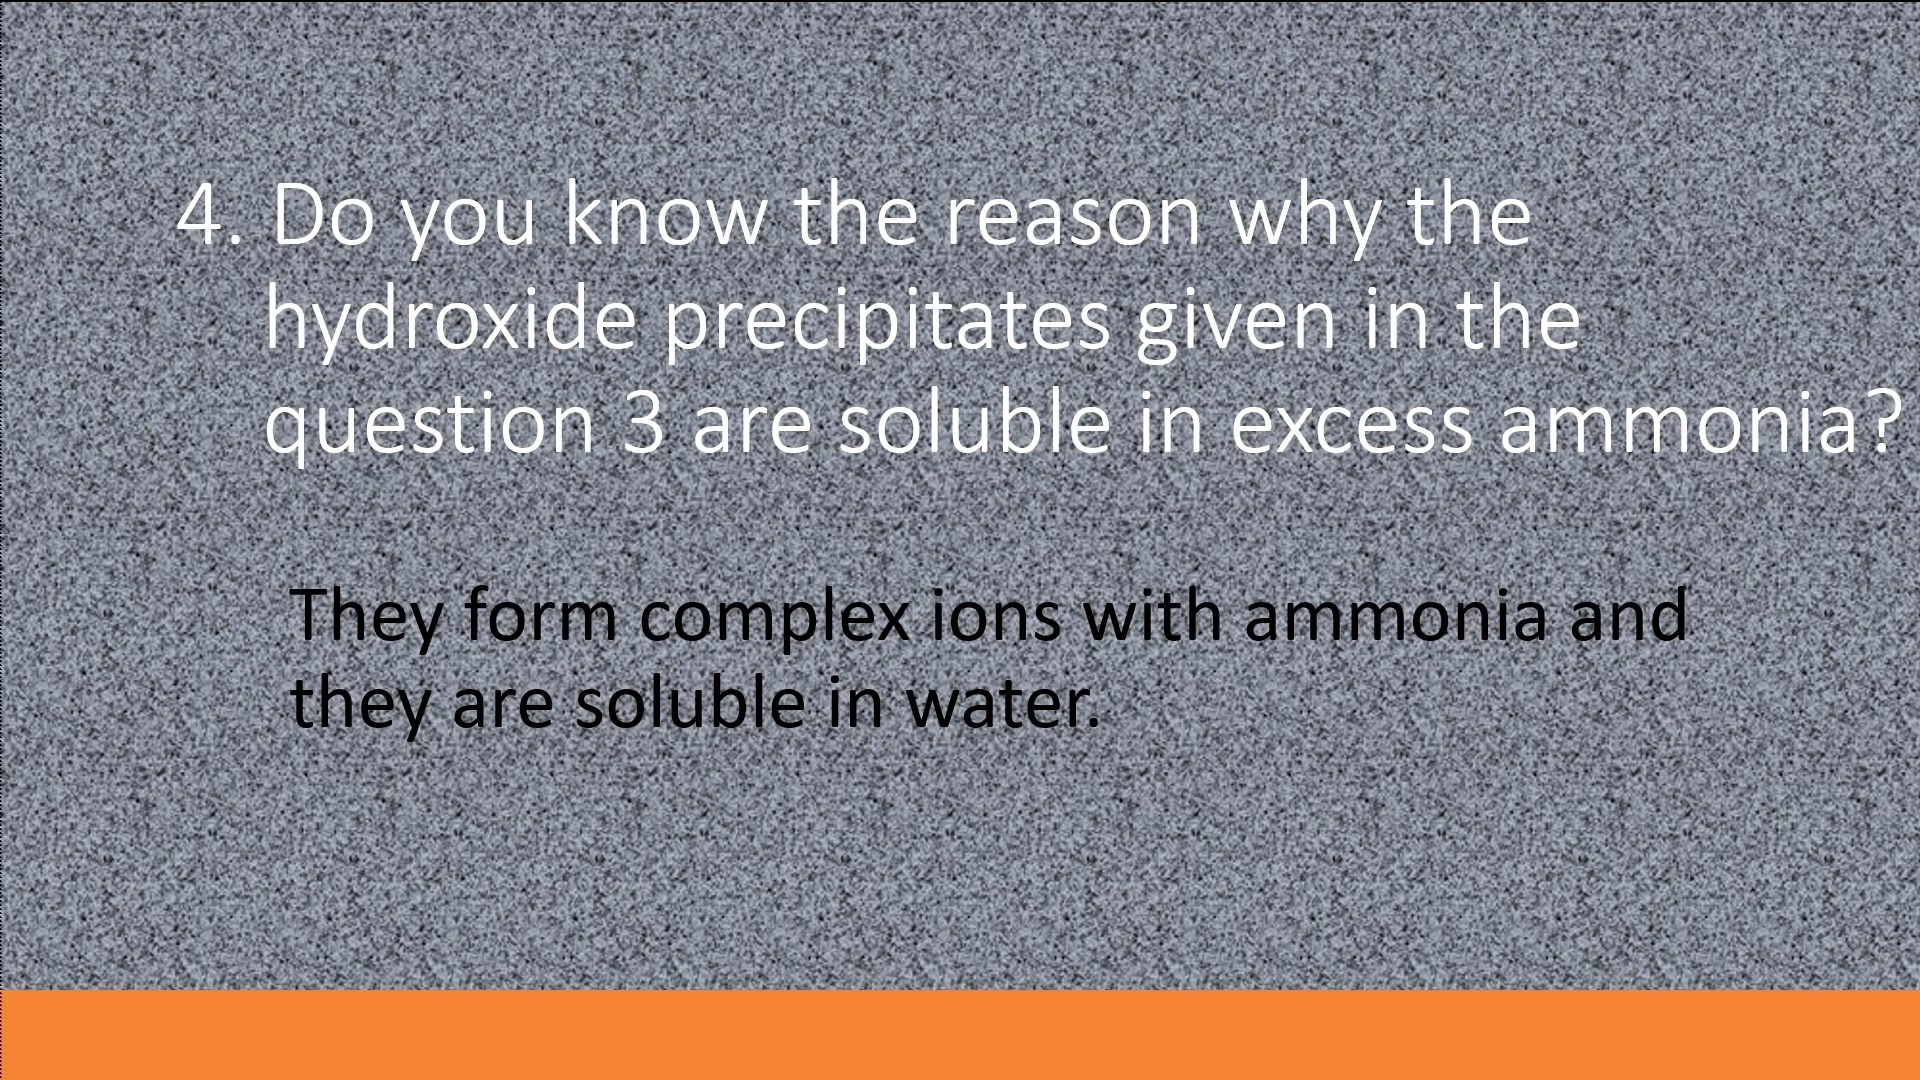 4. Do you know the reason why the
hydroxide precipitates given in the
question 3 are soluble in excess ammonia?
They form complex ions with ammonia and
they are soluble in water.